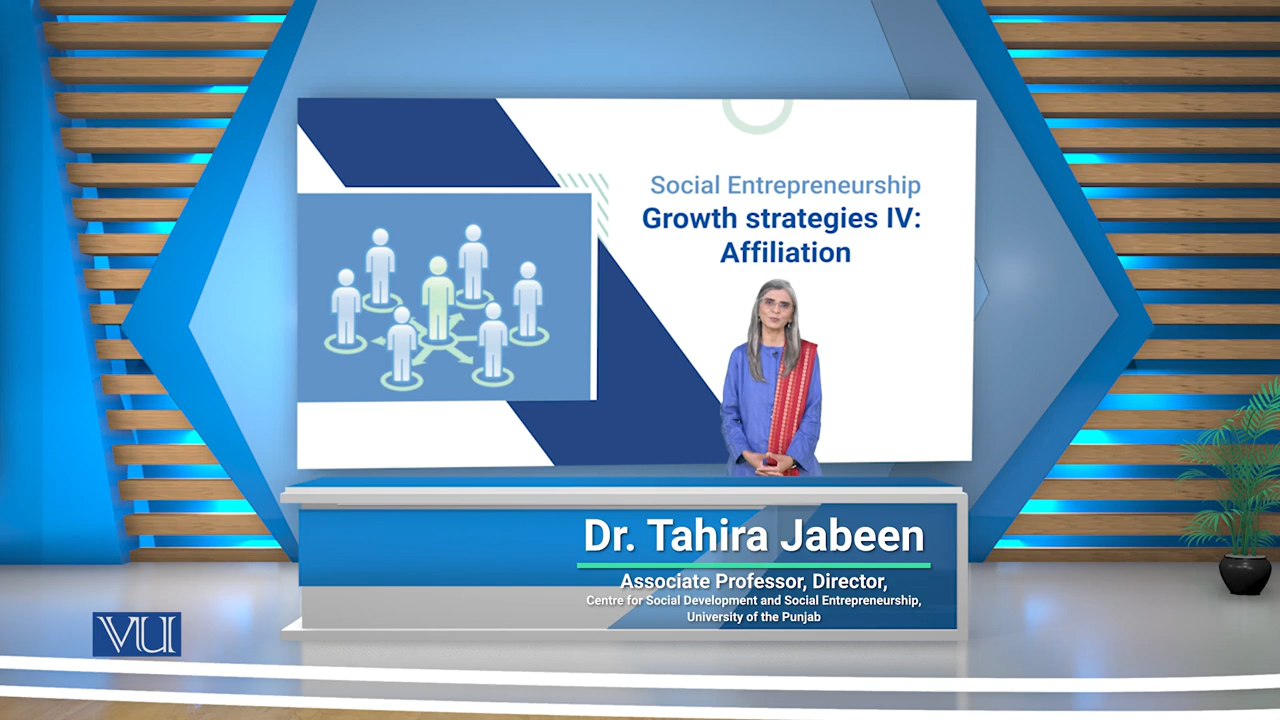 Social Entrepreneurship
Growth strategies IV:
Affiliation
Dr. Tahira Jabeen
Associate Professor, Director,
Centre for Social Development and Social Entrepreneurship,
University of the Punjab
VU